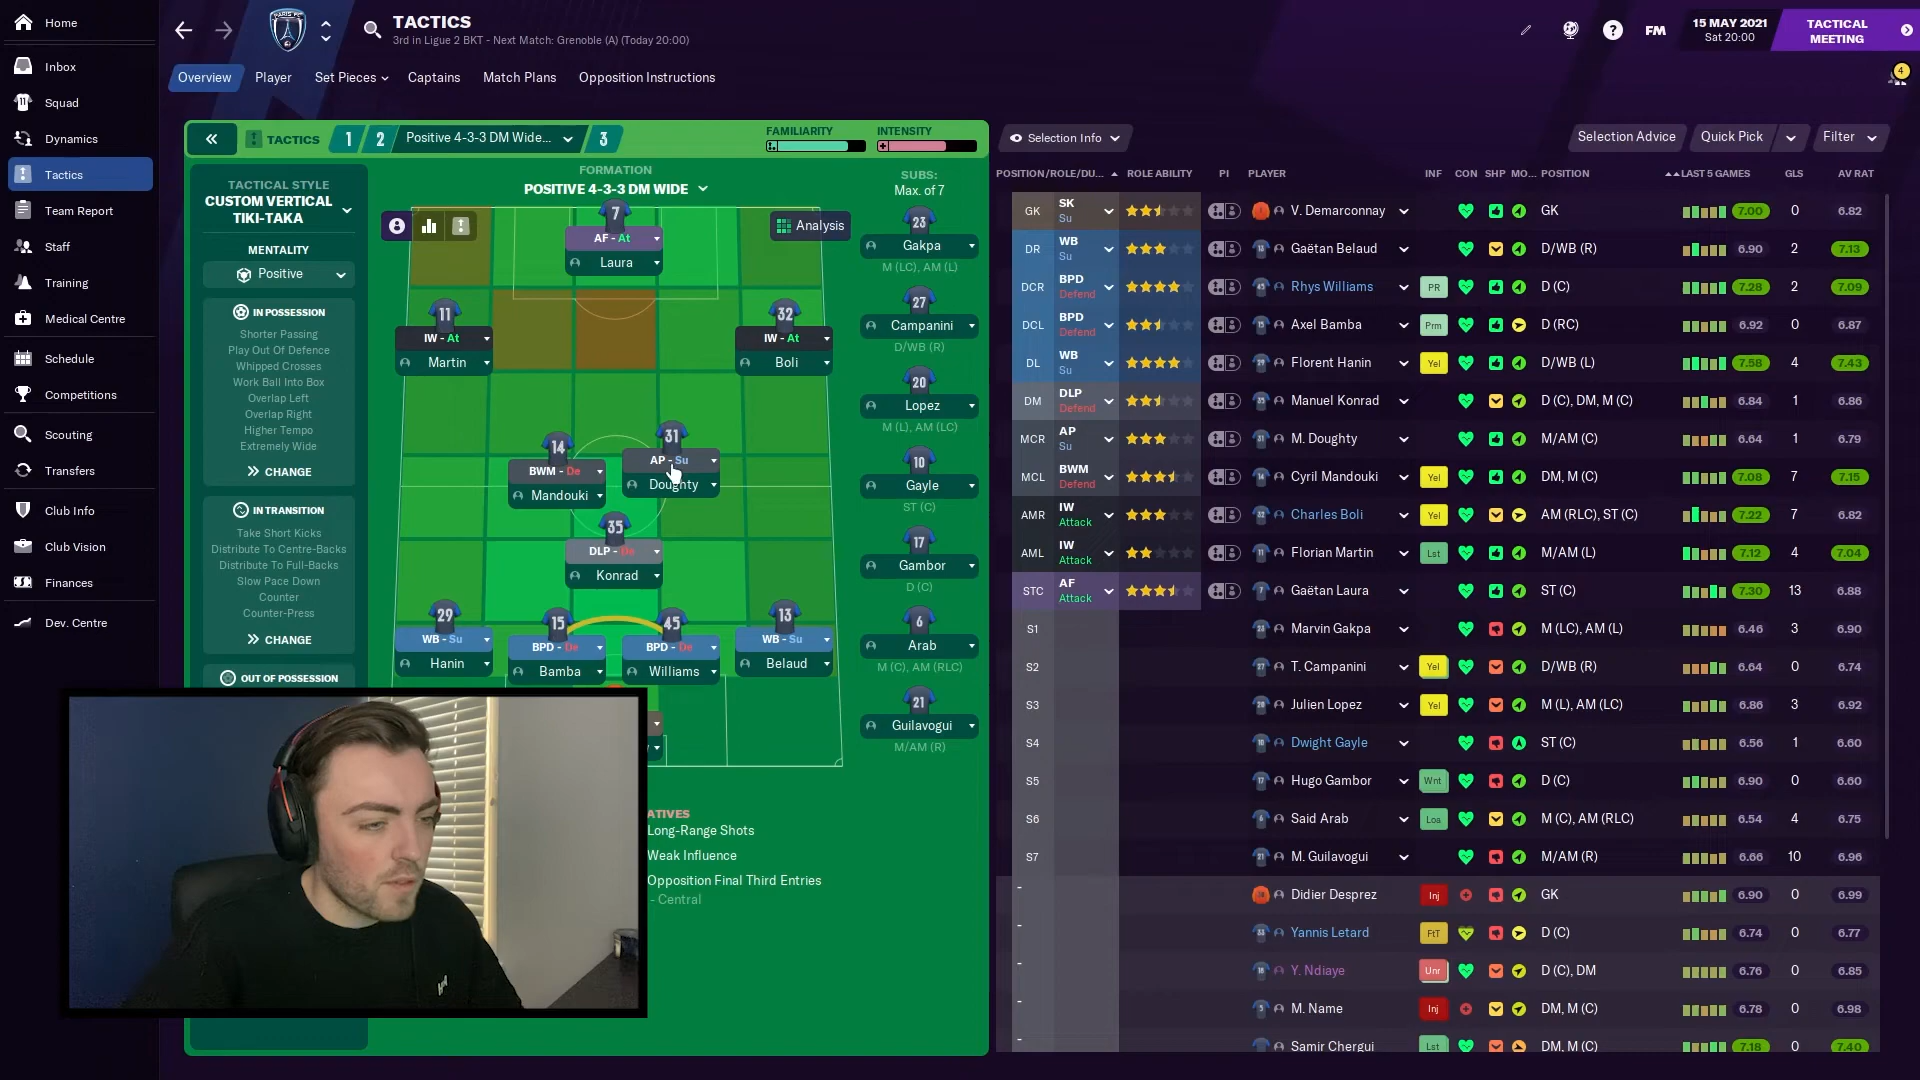 Home
Inbox
Squad
Dynamics
Tactics
Team Report
Staff
Training
Medical Centre
Schedule
Competitions
Scouting
Transfers
Club Info
Club Vision
Finances
Dev. Centre
TACTICS
3rd in Ligue 2 BKT - Next Match: Grenoble (A) (Today 20:00)
FM
15 MAY 2021
Sat 20:00
TACTICAL MEETING
4
Overview
Player
Set Pieces
Captains
Match Plans
Opposition Instructions
TACTICS
1
2
Positive 4-3-3 DM Wide...
3
FAMILIARITY
INTENSITY
TACTICAL STYLE
CUSTOM VERTICAL
TIKI-TAKA
MENTALITY
Positive
IN POSSESSION
Shorter Passing
Play Out Of Defence
Whipped Crosses
Work Ball Into Box
Overlap Left
Overlap Right
Higher Tempo
Extremely Wide
CHANGE
IN TRANSITION
Take Short Kicks
Distribute To Centre-Backs
Distribute To Full-Backs
Slow Pace Down
Counter
Counter-Press
CHANGE
OUT OF POSSESSION
FORMATION
POSITIVE 4-3-3 DM WIDE
Analysis
7
AF - At
Laura
11
IW - At
Martin
32
IW - At
Boli
14
BWM - De
Mandouki
31
AP - Su
Doughty
35
DLP - De
Konrad
29
WB - Su
Hanin
15
BPD - De
Bamba
45
BPD - De
Williams
13
WB - Su
Belaud
SUBS:
Max. of 7
23
Gakpa
M (LC), AM (L)
27
Campanini
D/WB (R)
20
Lopez
M (L), AM (LC)
10
Gayle
ST (C)
17
Gambor
D (C)
6
Arab
M (C), AM (RLC)
21
Guilavogui
M/AM (R)
ATIVES
Long-Range Shots
Weak Influence
Opposition Final Third Entries
- Central
Selection Info
Selection Advice
Quick Pick
Filter
POSITION/ROLE/DU... ROLE ABILITY PI PLAYER INF CON SHP MO... POSITION LAST 5 GAMES GLS AV RAT
GK SK Su V. Demarconnay GK 7.00 0 6.82
DR WB Su Gaëtan Belaud D/WB (R) 6.90 2 7.13
DCR BPD Defend Rhys Williams PR D (C) 7.28 2 7.09
DCL BPD Defend Axel Bamba Prm D (RC) 6.92 0 6.87
DL WB Su Florent Hanin Yel D/WB (L) 7.58 4 7.43
DM DLP Defend Manuel Konrad D (C), DM, M (C) 6.84 1 6.86
MCR AP Su M. Doughty M/AM (C) 6.64 1 6.79
MCL BWM Defend Cyril Mandouki Yel DM, M (C) 7.08 7 7.15
AMR IW Attack Charles Boli Yel AM (RLC), ST (C) 7.22 7 6.82
AML IW Attack Florian Martin Lst M/AM (L) 7.12 4 7.04
STC AF Attack Gaëtan Laura ST (C) 7.30 13 6.88
S1 Marvin Gakpa M (LC), AM (L) 6.46 3 6.90
S2 T. Campanini Yel D/WB (R) 6.64 0 6.74
S3 Julien Lopez Yel M (L), AM (LC) 6.86 3 6.92
S4 Dwight Gayle ST (C) 6.56 1 6.60
S5 Hugo Gambor Wnt D (C) 6.90 0 6.60
S6 Said Arab Loa M (C), AM (RLC) 6.54 4 6.75
S7 M. Guilavogui M/AM (R) 6.66 10 6.96
- Didier Desprez Inj GK 6.90 0 6.99
- Yannis Letard FtT D (C) 6.74 0 6.77
- Y. Ndiaye Unr D (C), DM 6.76 0 6.85
- M. Name Inj DM, M (C) 6.78 0 6.98
- Samir Chergui Lst DM, M (C) 7.18 0 7.40